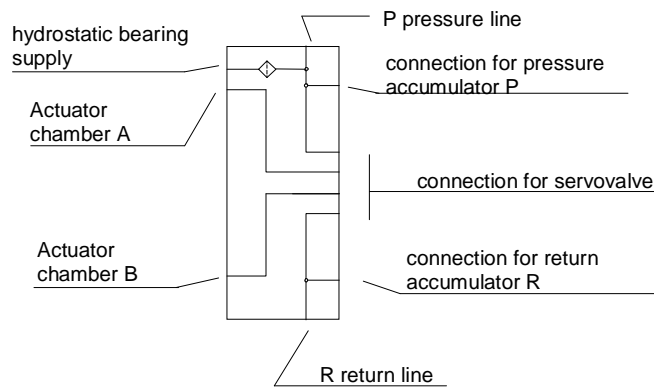 P pressure line
hydrostatic bearing
supply
connection for pressure
accumulator P
Actuator
chamber A
connection for servovalve
Actuator
chamber B
connection for return
accumulator R
R return line